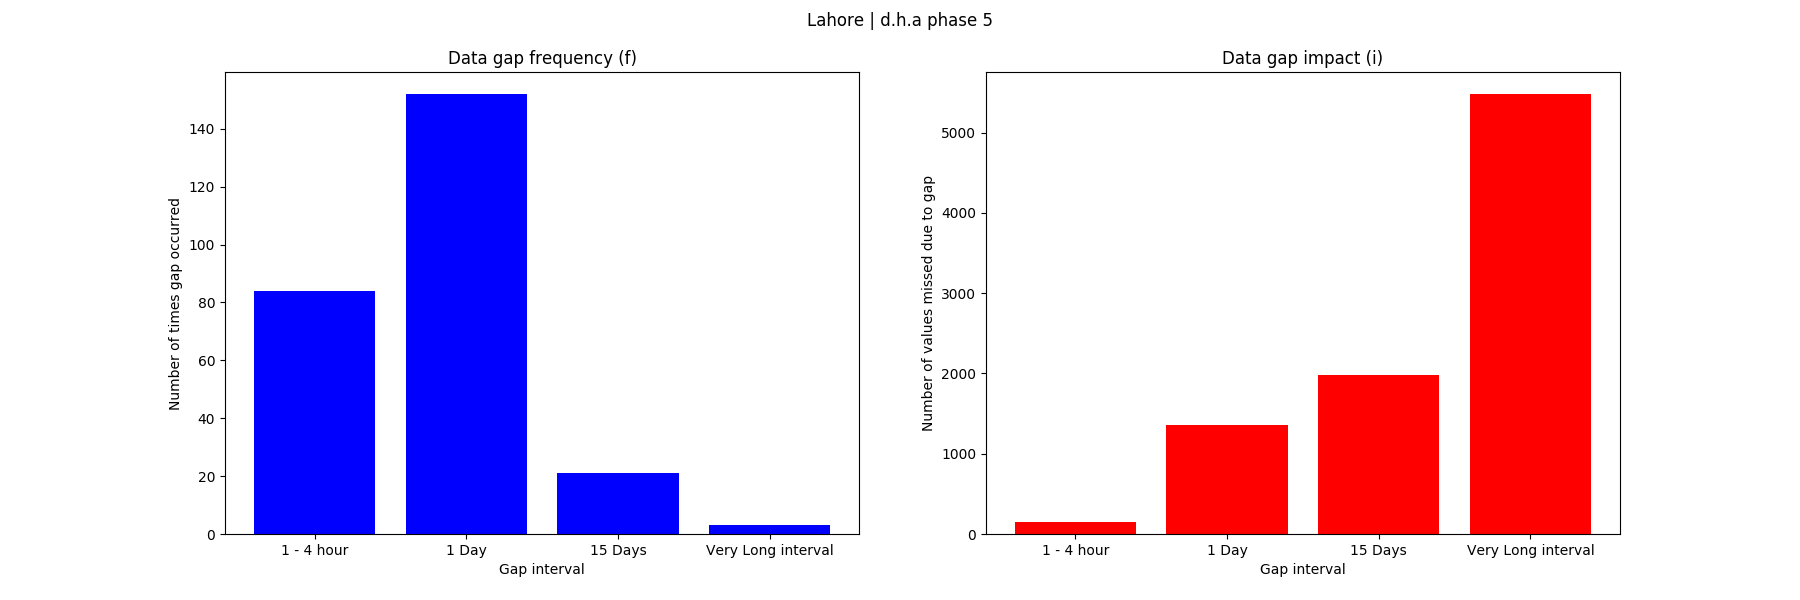 Lahore | d.h.a phase 5
Data gap frequency (f)
Number of times gap occurred
140
120
100
80
60
40
20
0
1 - 4 hour
1 Day
15 Days
Very Long interval
Gap interval
Data gap impact (i)
Number of values missed due to gap
5000
4000
3000
2000
1000
0
1 - 4 hour
1 Day
15 Days
Very Long interval
Gap interval